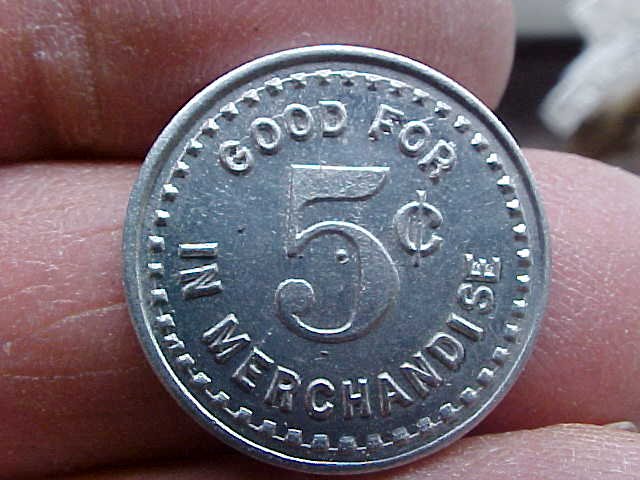 GOOD FOR
5¢
IN MERCHANDISE